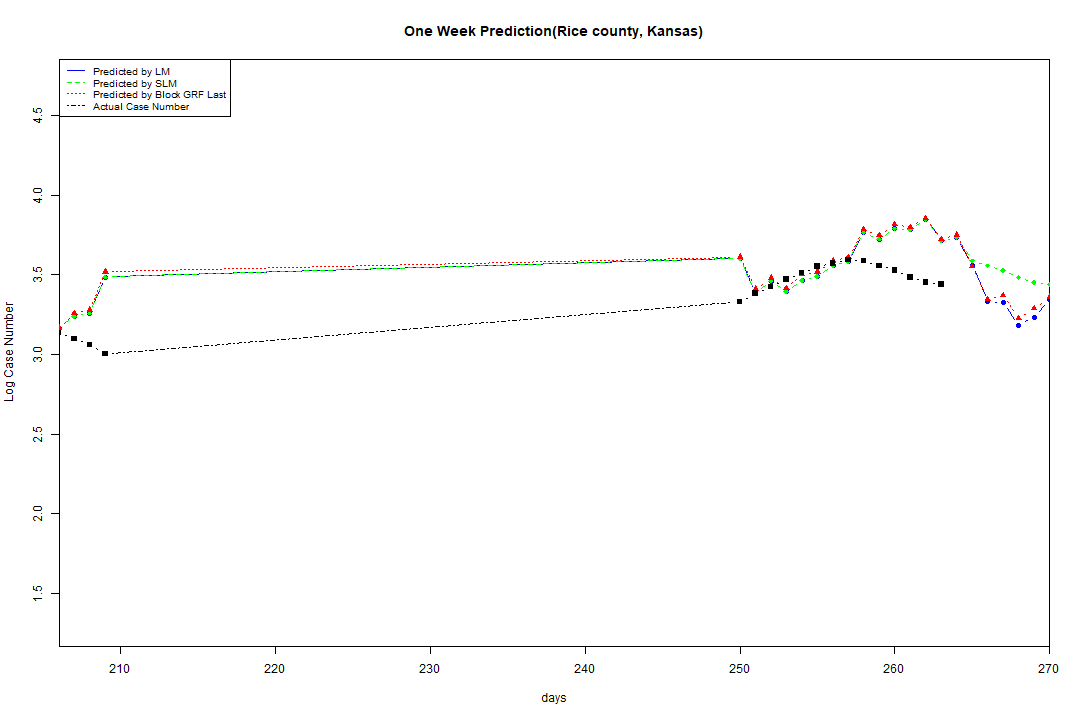 One Week Prediction(Rice county, Kansas)
Predicted by LM
Predicted by SLM
Predicted by Block GRF Last
Actual Case Number
Log Case Number
4.5
4.0
3.5
3.0
2.5
2.0
1.5
210 220 230 240 250 260 270
days